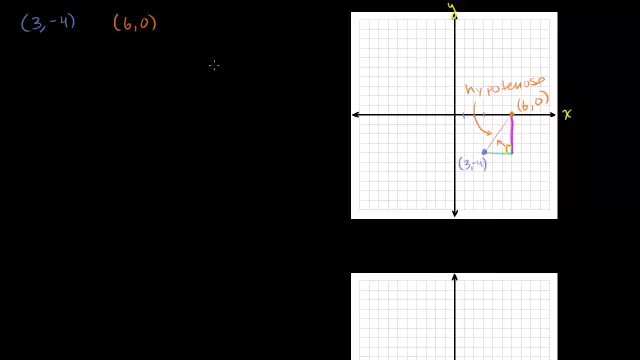 (3,-4) (6,0)
y
hypotenuse
(6,0)
x
(3,-4)